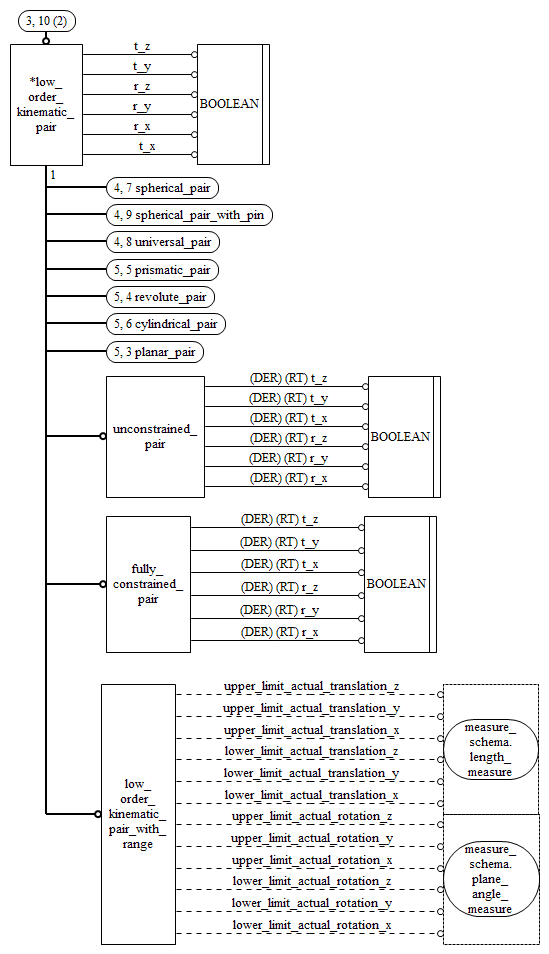 3, 10 (2)
*low_
order_
kinematic_
pair
t_z
t_y
r_z
r_y
r_x
t_x
BOOLEAN
1
4, 7 spherical_pair
4, 9 spherical_pair_with_pin
4, 8 universal_pair
5, 5 prismatic_pair
5, 4 revolute_pair
5, 6 cylindrical_pair
5, 3 planar_pair
unconstrained_
pair
(DER) (RT) t_z
(DER) (RT) t_y
(DER) (RT) t_x
(DER) (RT) r_z
(DER) (RT) r_y
(DER) (RT) r_x
BOOLEAN
fully_
constrained_
pair
(DER) (RT) t_z
(DER) (RT) t_y
(DER) (RT) t_x
(DER) (RT) r_z
(DER) (RT) r_y
(DER) (RT) r_x
BOOLEAN
low_
order_
kinematic_
pair_with_
range
upper_limit_actual_translation_z
upper_limit_actual_translation_y
upper_limit_actual_translation_x
lower_limit_actual_translation_z
lower_limit_actual_translation_y
lower_limit_actual_translation_x
upper_limit_actual_rotation_z
upper_limit_actual_rotation_y
upper_limit_actual_rotation_x
lower_limit_actual_rotation_z
lower_limit_actual_rotation_y
lower_limit_actual_rotation_x
measure_
schema.
length_
measure
measure_
schema.
plane_
angle_
measure